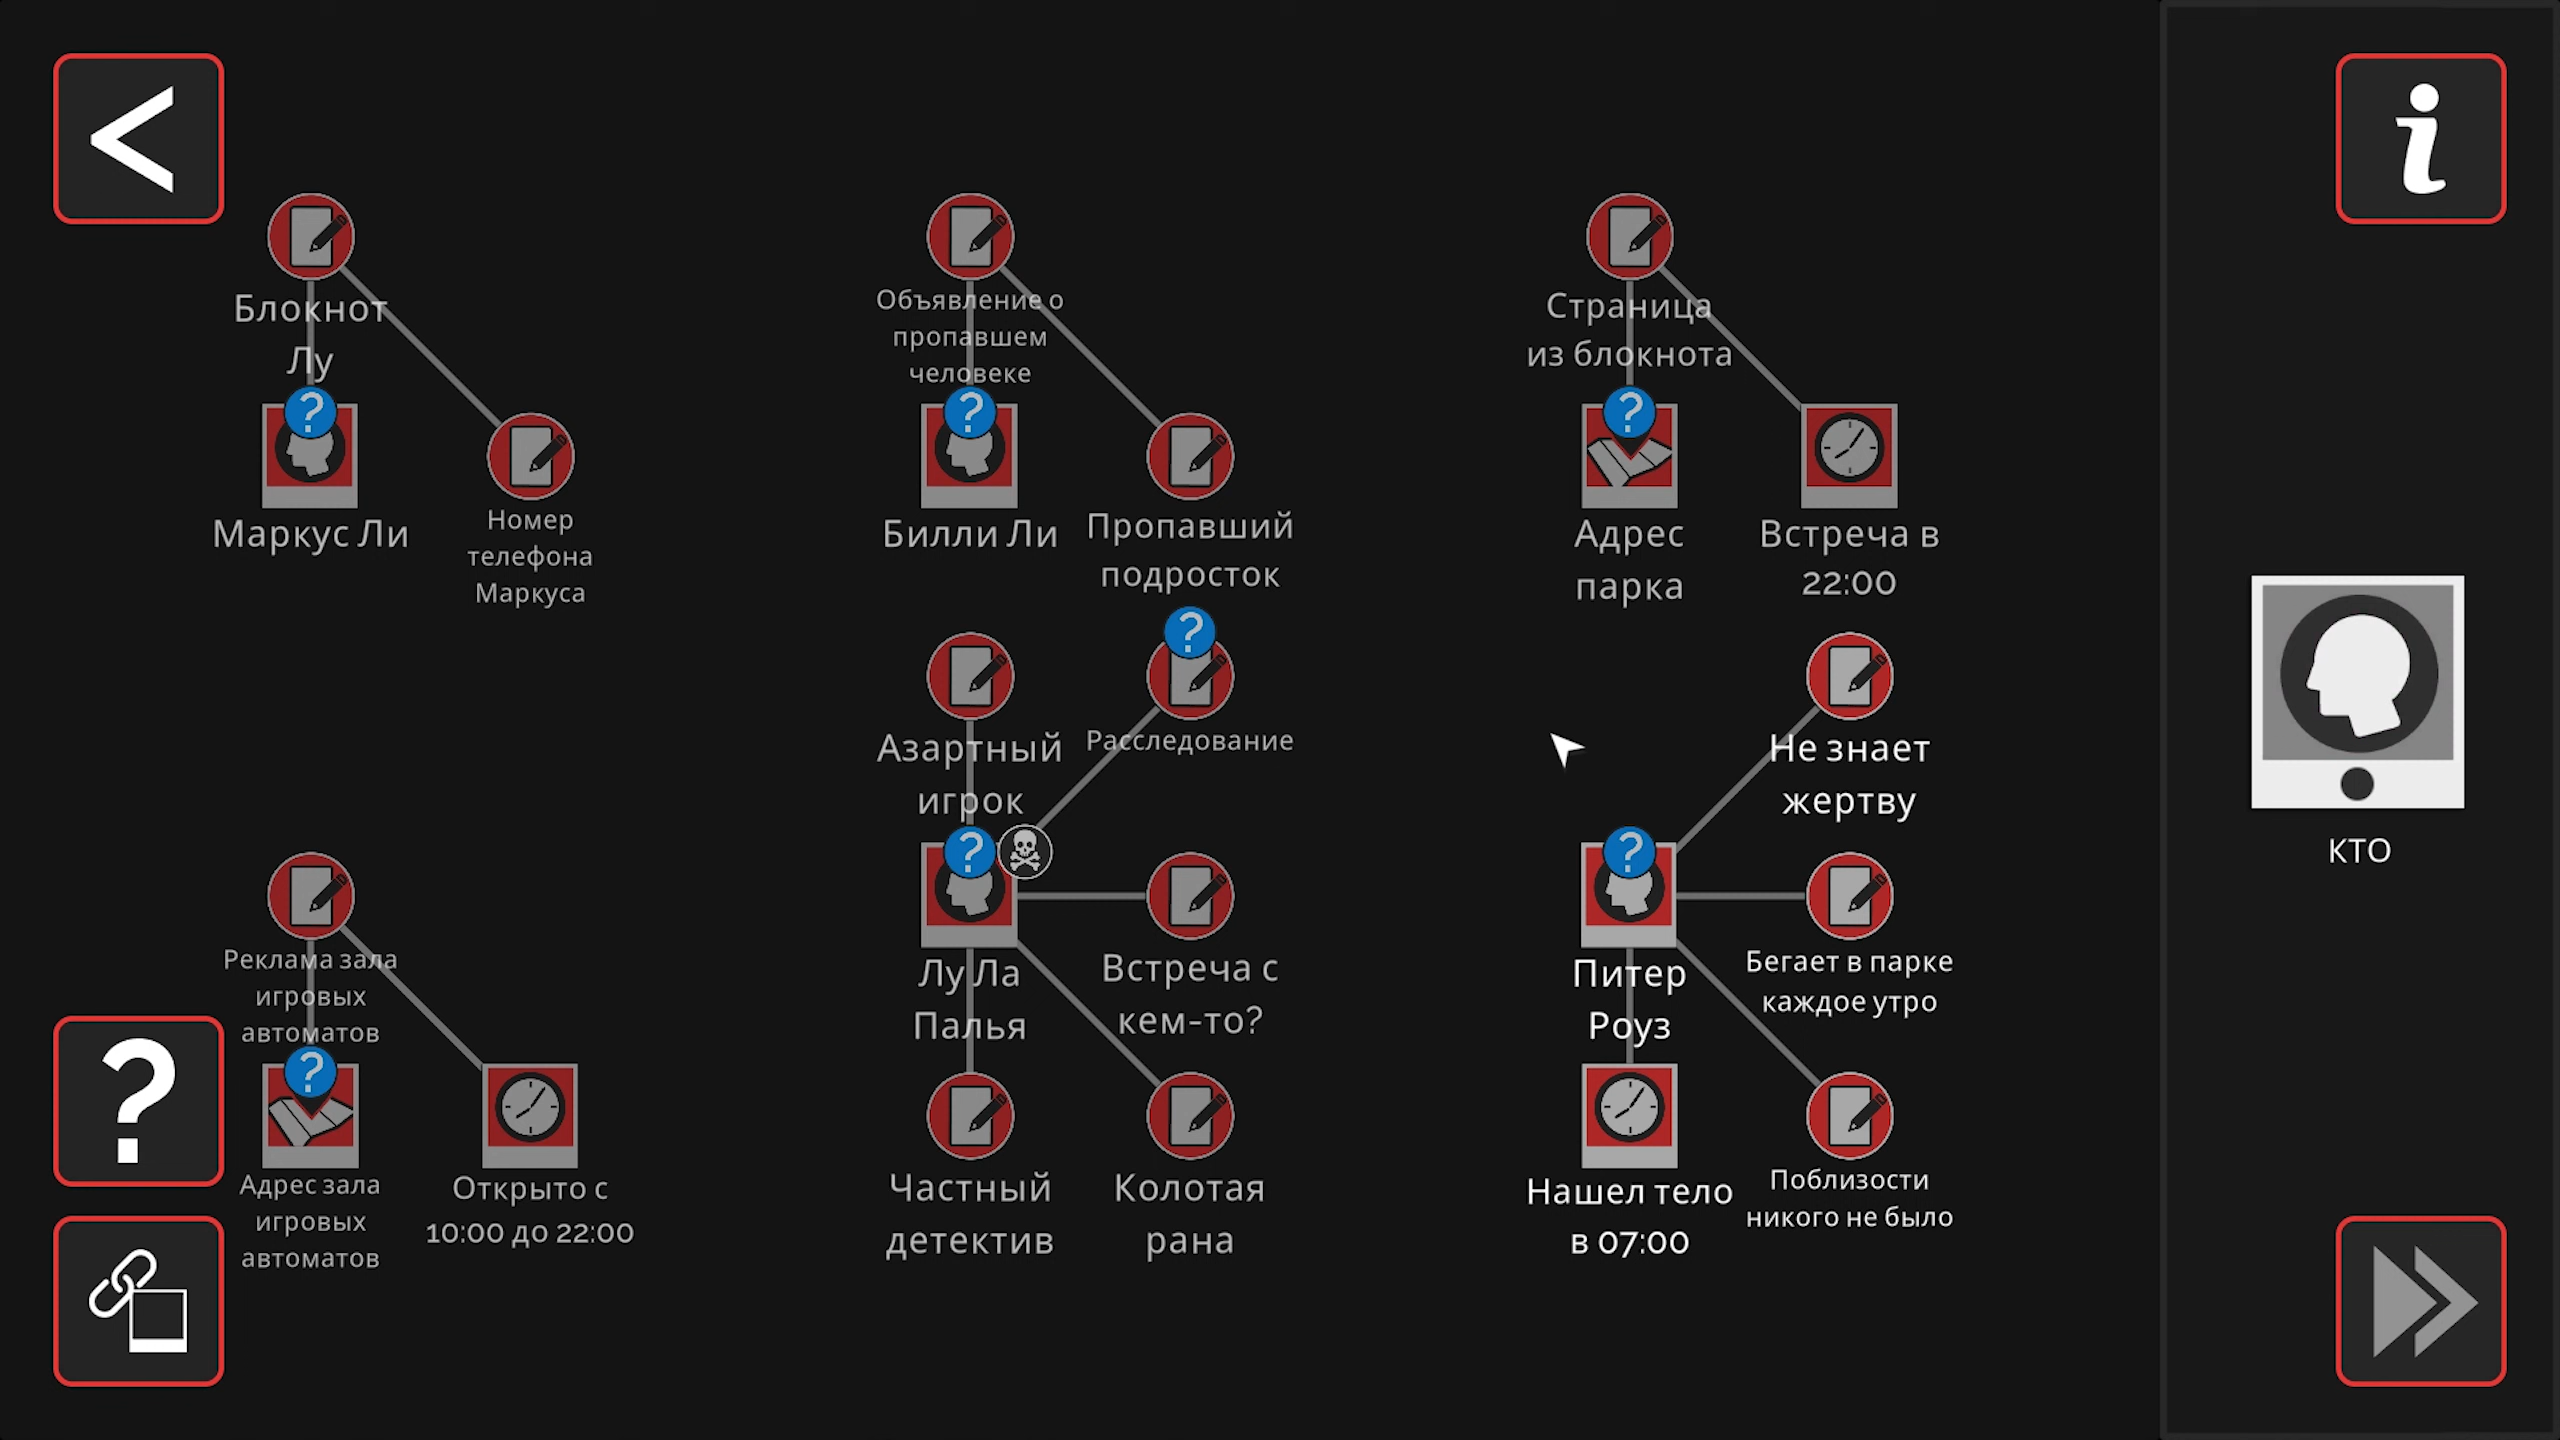 Блокнот
Лу
Маркус Ли
Номер
телефона
Маркуса
Объявление о
пропавшем
человеке
Билли Ли
Пропавший
подросток
Страница
из блокнота
Адрес
парка
Встреча в
22:00
Азартный
игрок
Расследование
Лу Ла
Палья
Встреча с
кем-то?
Частный
детектив
Колотая
рана
Не знает
жертву
Питер
Роуз
Бегает в парке
каждое утро
Нашел тело
в 07:00
Поблизости
никого не было
Реклама зала
игровых
автоматов
Адрес зала
игровых
автоматов
Открыто с
10:00 до 22:00
КТО